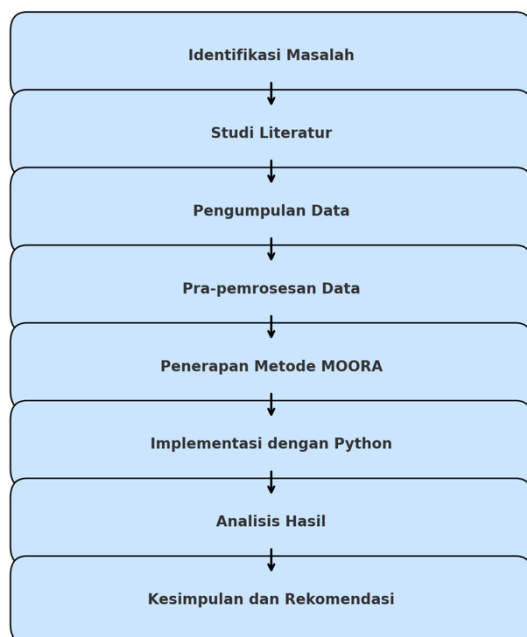 Identifikasi Masalah
Studi Literatur
Pengumpulan Data
Pra-pemrosesan Data
Penerapan Metode MOORA
Implementasi dengan Python
Analisis Hasil
Kesimpulan dan Rekomendasi